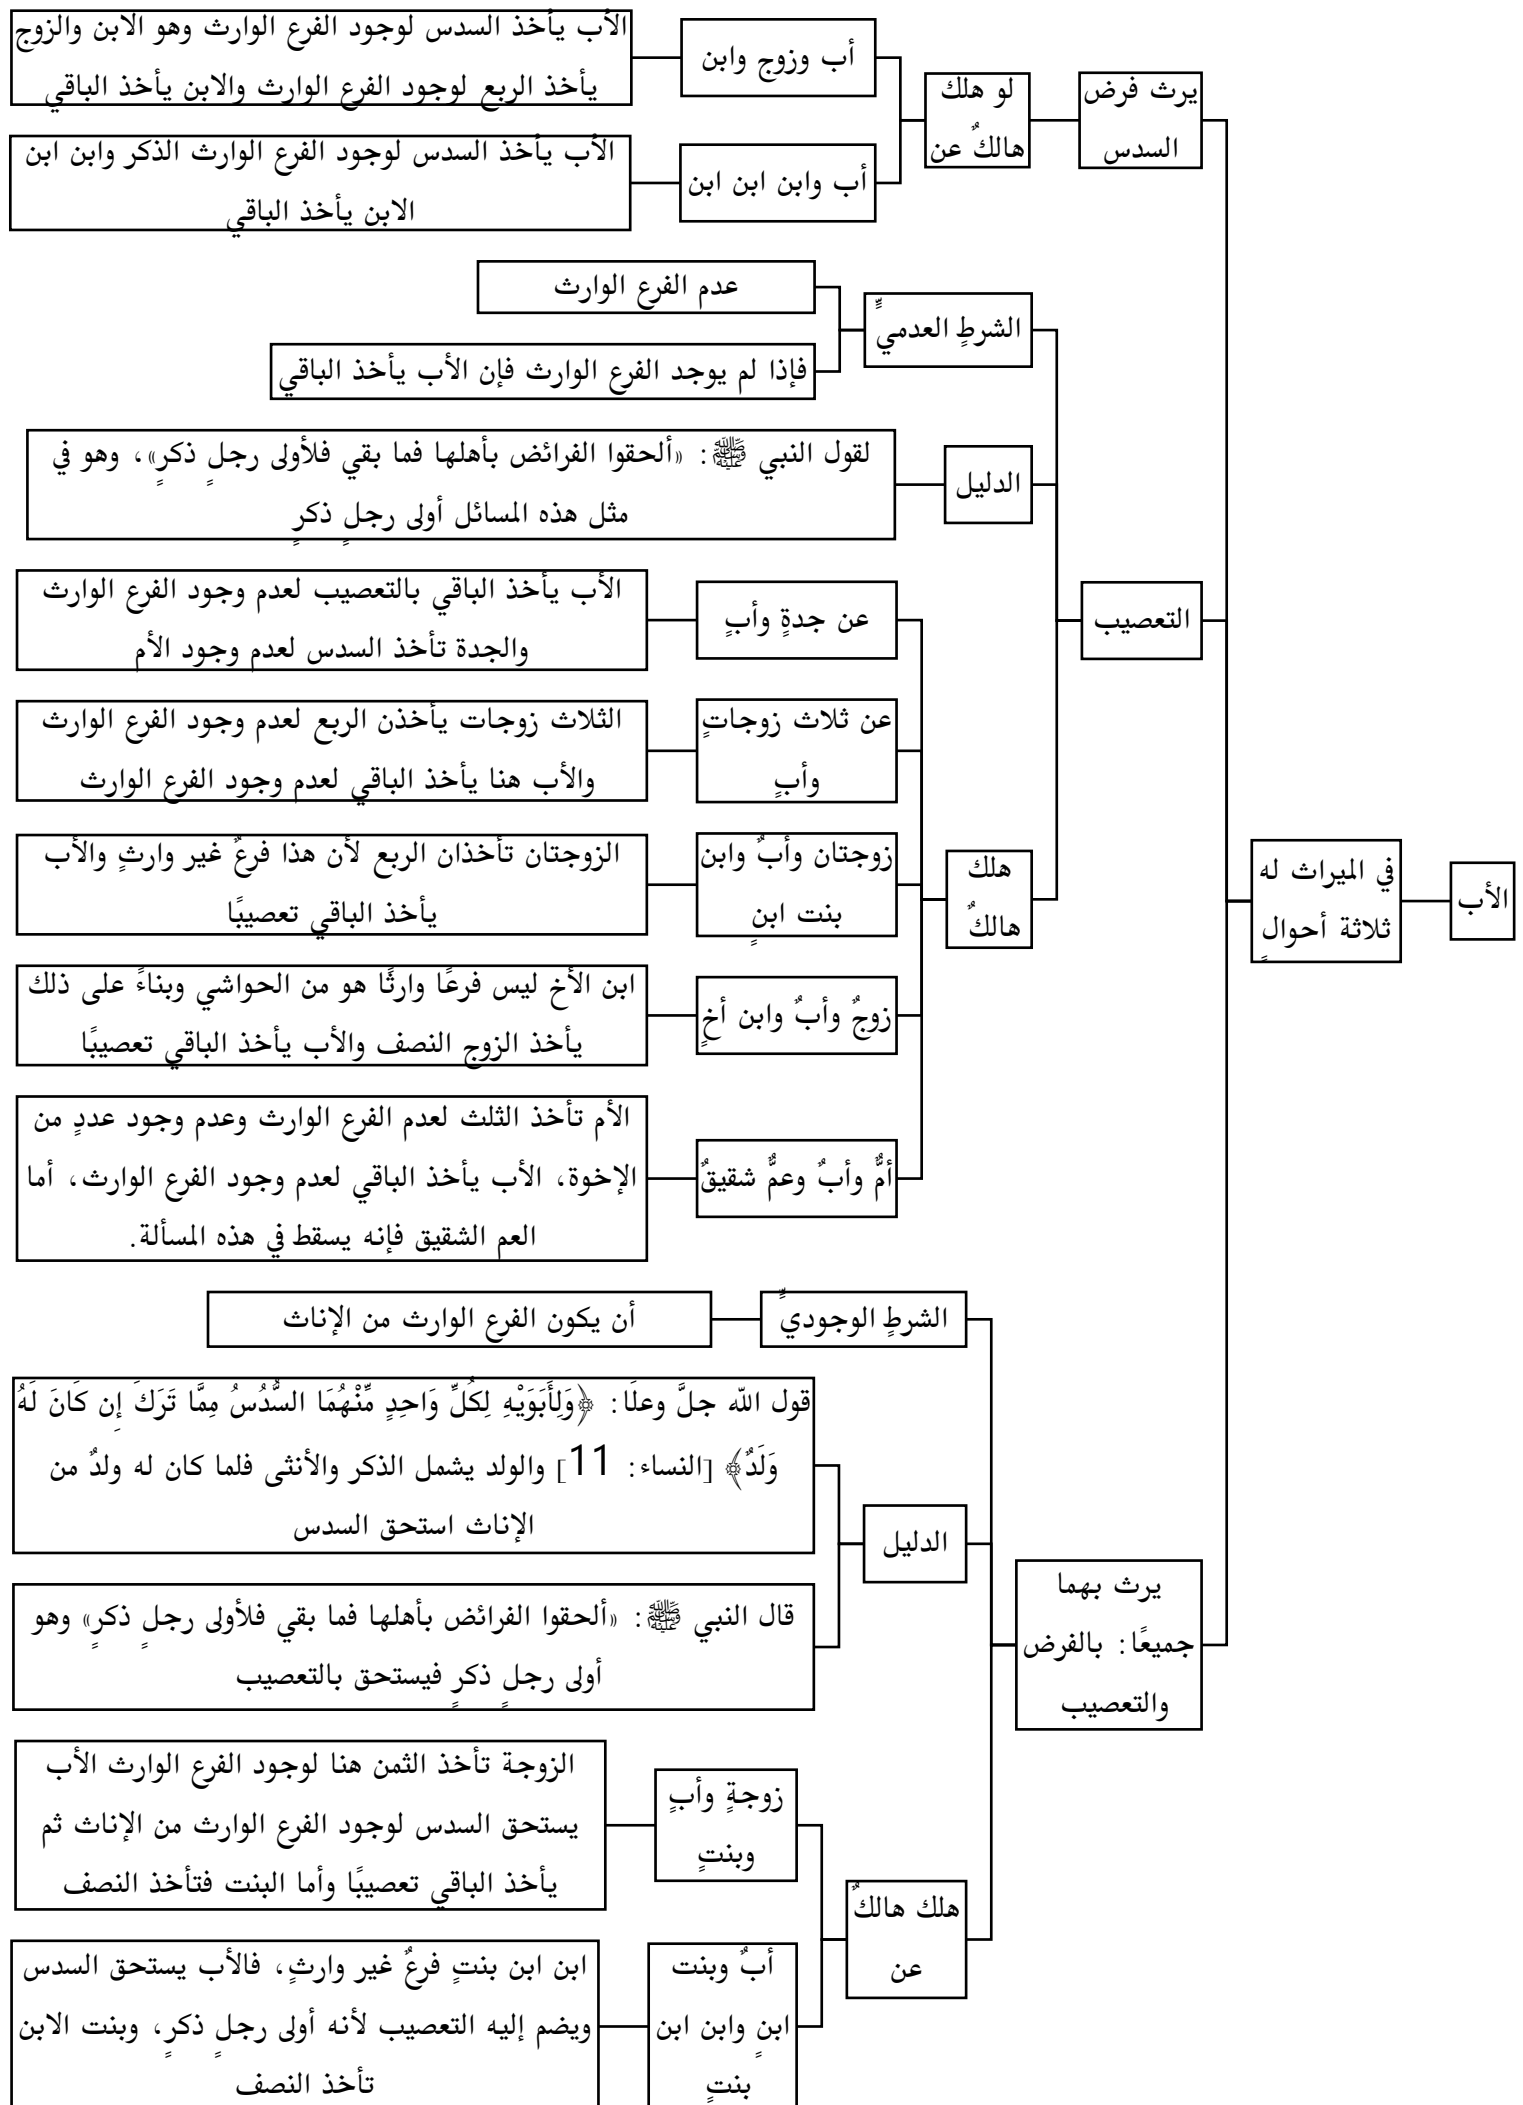 الأب
في الميراث له
ثلاثة أحوالٍ
يرث فرض
السدس
لو هلك
هالكٌ عن
أب وزوج وابن
الأب يأخذ السدس لوجود الفرع الوارث وهو الابن والزوج
يأخذ الربع لوجود الفرع الوارث والابن يأخذ الباقي
أب وابن ابن ابن
الأب يأخذ السدس لوجود الفرع الوارث الذكر وابن ابن
الابن يأخذ الباقي
التعصيب
الشرطٍ العدميٍّ
عدم الفرع الوارث
فإذا لم يوجد الفرع الوارث فإن الأب يأخذ الباقي
الدليل
لقول النبي ﷺ: «ألحقوا الفرائض بأهلها فما بقي فلأولى رجلٍ ذكرٍ»، وهو في
مثل هذه المسائل أولى رجلٍ ذكرٍ
هلك
هالكٌ
عن جدةٍ وأبٍ
الأب يأخذ الباقي بالتعصيب لعدم وجود الفرع الوارث
والجدة تأخذ السدس لعدم وجود الأم
عن ثلاث زوجاتٍ
وأبٍ
الثلاث زوجات يأخذن الربع لعدم وجود الفرع الوارث
والأب هنا يأخذ الباقي لعدم وجود الفرع الوارث
زوجتان وأبٌ وابن
بنت ابنٍ
الزوجتان تأخذان الربع لأن هذا فرعٌ غير وارثٍ والأب
يأخذ الباقي تعصيبًا
زوجٌ وأبٌ وابن أخٍ
ابن الأخ ليس فرعًا وارثًا هو من الحواشي وبناءً على ذلك
يأخذ الزوج النصف والأب يأخذ الباقي تعصيبًا
أمٌّ وأبٌ وعمٌّ شقيقٌ
الأم تأخذ الثلث لعدم الفرع الوارث وعدم وجود عددٍ من
الإخوة، الأب يأخذ الباقي لعدم وجود الفرع الوارث، أما
العم الشقيق فإنه يسقط في هذه المسألة.
يرث بهما
جميعًا: بالفرض
والتعصيب
الشرطٍ الوجوديٍّ
أن يكون الفرع الوارث من الإناث
الدليل
قول الله جلَّ وعلَا: ﴿وَلِأَبَوَيْهِ لِكُلِّ وَاحِدٍ مِّنْهُمَا السُّدُسُ مِمَّا تَرَكَ إِن كَانَ لَهُ
وَلَدٌ﴾ [النساء: 11] والولد يشمل الذكر والأنثى فلما كان له ولدٌ من
الإناث استحق السدس
قال النبي ﷺ: «ألحقوا الفرائض بأهلها فما بقي فلأولى رجلٍ ذكرٍ» وهو
أولى رجلٍ ذكرٍ فيستحق بالتعصيب
هلك هالكٌ
عن
زوجةٍ وأبٍ
وبنتٍ
الزوجة تأخذ الثمن هنا لوجود الفرع الوارث الأب
يستحق السدس لوجود الفرع الوارث من الإناث ثم
يأخذ الباقي تعصيبًا وأما البنت فتأخذ النصف
أبٌ وبنت
ابنٍ وابن ابن
بنتٍ
ابن ابن بنتٍ فرعٌ غير وارثٍ، فالأب يستحق السدس
ويضم إليه التعصيب لأنه أولى رجلٍ ذكرٍ، وبنت الابن
تأخذ النصف